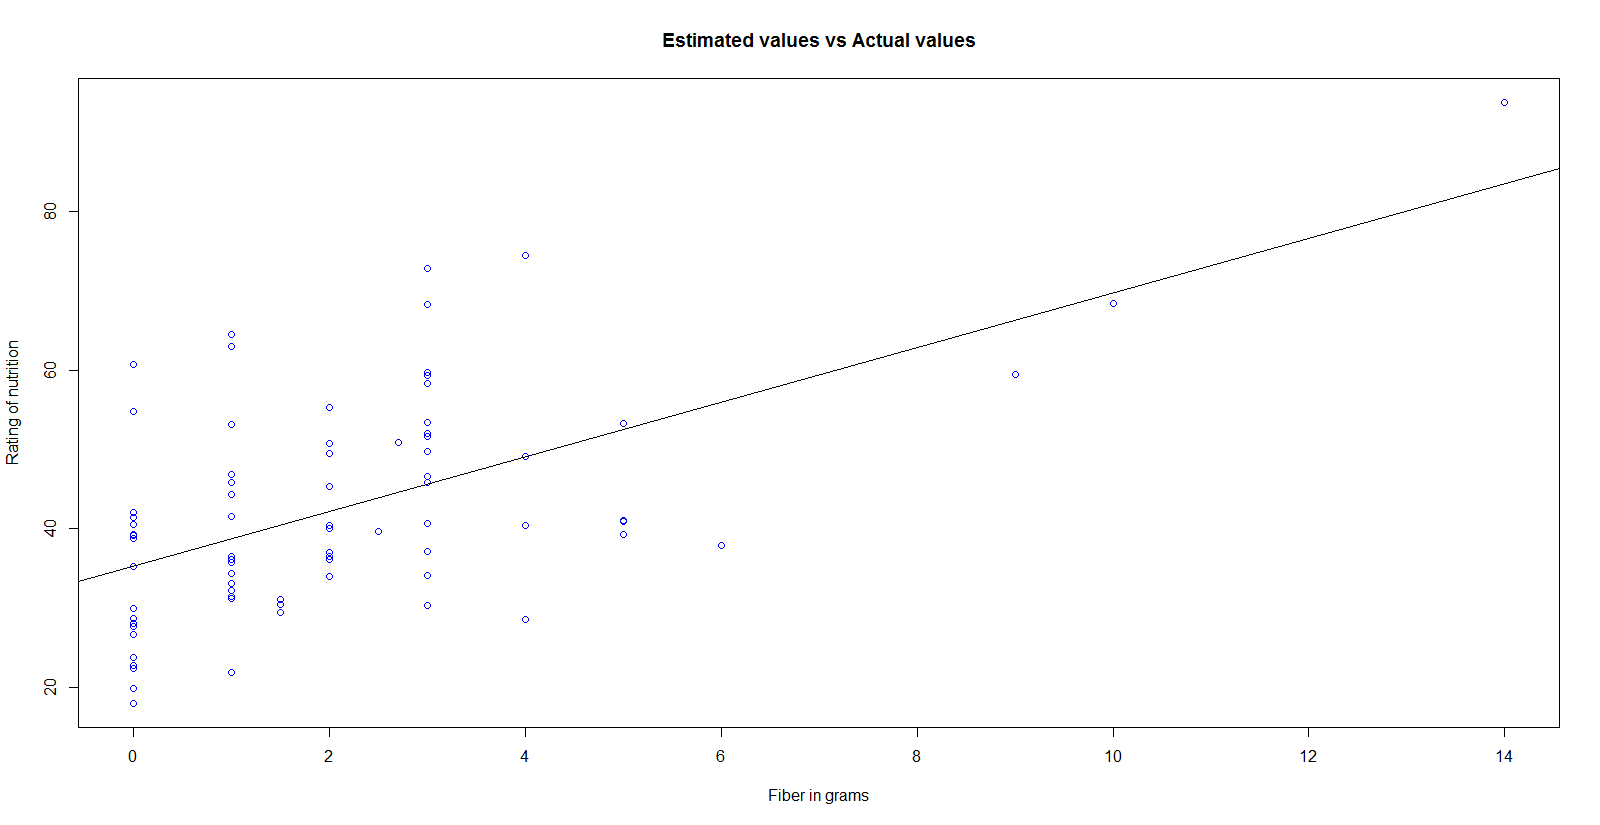 Estimated values vs Actual values
Rating of nutrition
80
60
40
20
0 2 4 6 8 10 12 14
Fiber in grams